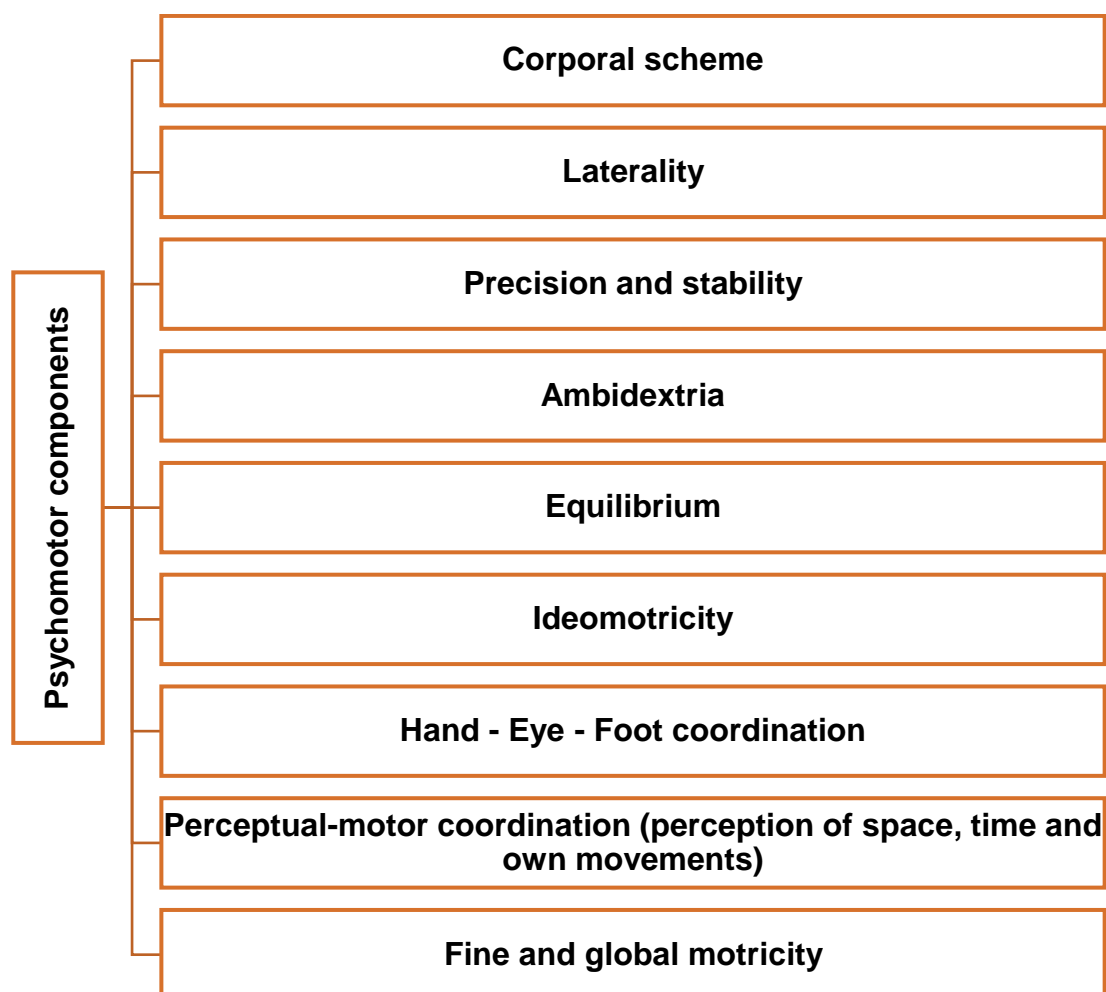 Psychomotor components
Corporal scheme
Laterality
Precision and stability
Ambidextria
Equilibrium
Ideomotricity
Hand - Eye - Foot coordination
Perceptual-motor coordination (perception of space, time and
own movements)
Fine and global motricity